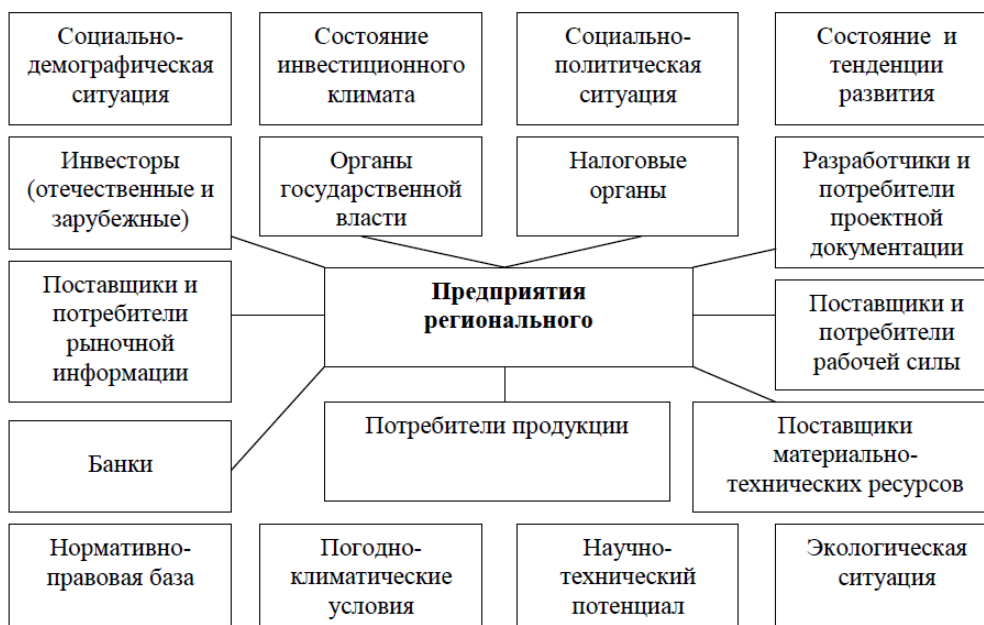 Социально-
демографическая
ситуация
Состояние
инвестиционного
климата
Социально-
политическая
ситуация
Состояние и
тенденции
развития
Инвесторы
(отечественные и
зарубежные)
Органы
государственной
власти
Налоговые
органы
Разработчики и
потребители
проектной
документации
Поставщики и
потребители
рыночной
информации
Предприятия
регионального
Поставщики и
потребители
рабочей силы
Банки
Потребители продукции
Поставщики
материально-
технических ресурсов
Нормативно-
правовая база
Погодно-
климатические
условия
Научно-
технический
потенциал
Экологическая
ситуация